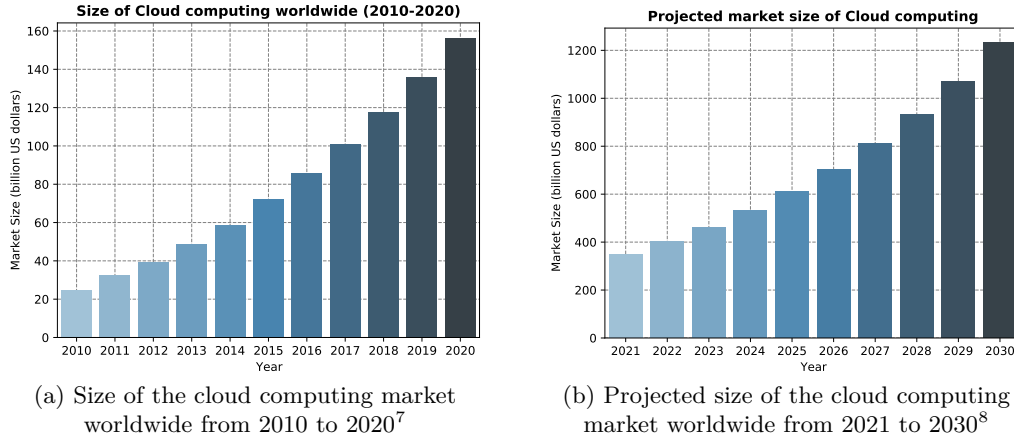 Size of Cloud computing worldwide (2010-2020)
Market Size (billion US dollars)
160
140
120
100
80
60
40
20
0
2010 2011 2012 2013 2014 2015 2016 2017 2018 2019 2020
Year
(a) Size of the cloud computing market
worldwide from 2010 to 2020⁷
Projected market size of Cloud computing
Market Size (billion US dollars)
1200
1000
800
600
400
200
0
2021 2022 2023 2024 2025 2026 2027 2028 2029 2030
Year
(b) Projected size of the cloud computing
market worldwide from 2021 to 2030⁸